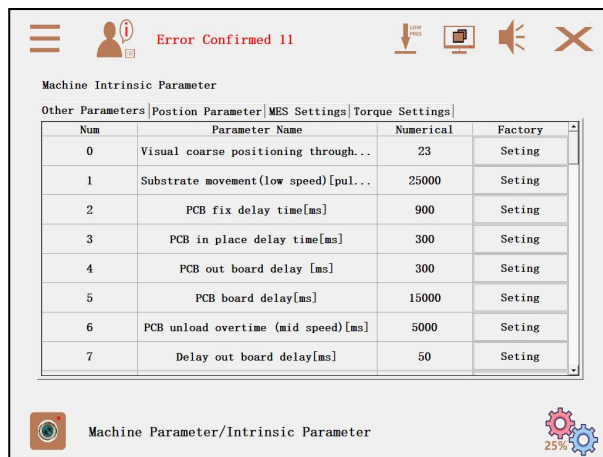 Error Confirmed 11
LOW
PRES
Machine Intrinsic Parameter
Other Parameters Postion Parameter MES Settings Torque Settings
Num Parameter Name Numerical Factory
0 Visual coarse positioning through... 23 Seting
1 Substrate movement(low speed)[pul... 25000 Seting
2 PCB fix delay time[ms] 900 Seting
3 PCB in place delay time[ms] 300 Seting
4 PCB out board delay [ms] 300 Seting
5 PCB board delay[ms] 15000 Seting
6 PCB unload overtime (mid speed)[ms] 5000 Seting
7 Delay out board delay[ms] 50 Seting
Machine Parameter/Intrinsic Parameter
25%